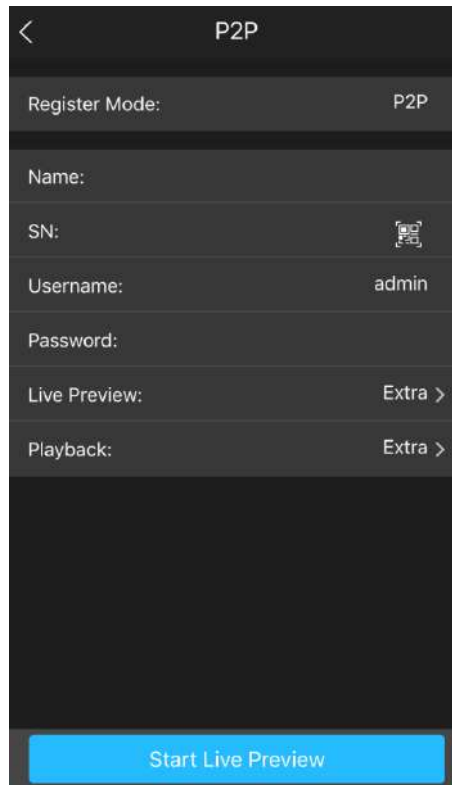 P2P
Register Mode: P2P
Name:
SN:
Username: admin
Password:
Live Preview: Extra >
Playback: Extra >
Start Live Preview